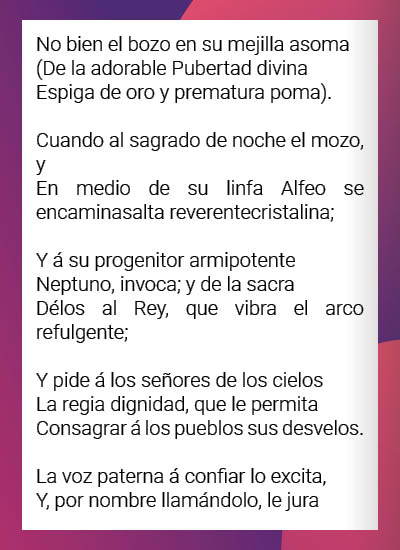 No bien el bozo en su mejilla asoma
(De la adorable Pubertad divina
Espiga de oro y prematura poma).
Cuando al sagrado de noche el mozo,
y
En medio de su linfa Alfeo se
encaminasalta reverentecristalina;
Y á su progenitor armipotente
Neptuno, invoca; y de la sacra
Délos al Rey, que vibra el arco
refulgente;
Y pide á los señores de los cielos
La regia dignidad, que le permita
Consagrar á los pueblos sus desvelos.
La voz paterna á confiar lo excita,
Y, por nombre llamándolo, le jura